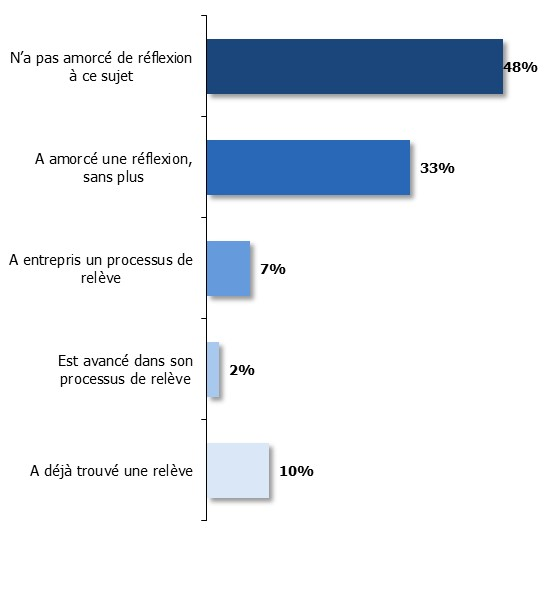 N'a pas amorcé de réflexion
à ce sujet
48%
A amorcé une réflexion,
sans plus
33%
A entrepris un processus de
relève
7%
Est avancé dans son
processus de relève
2%
A déjà trouvé une relève
10%